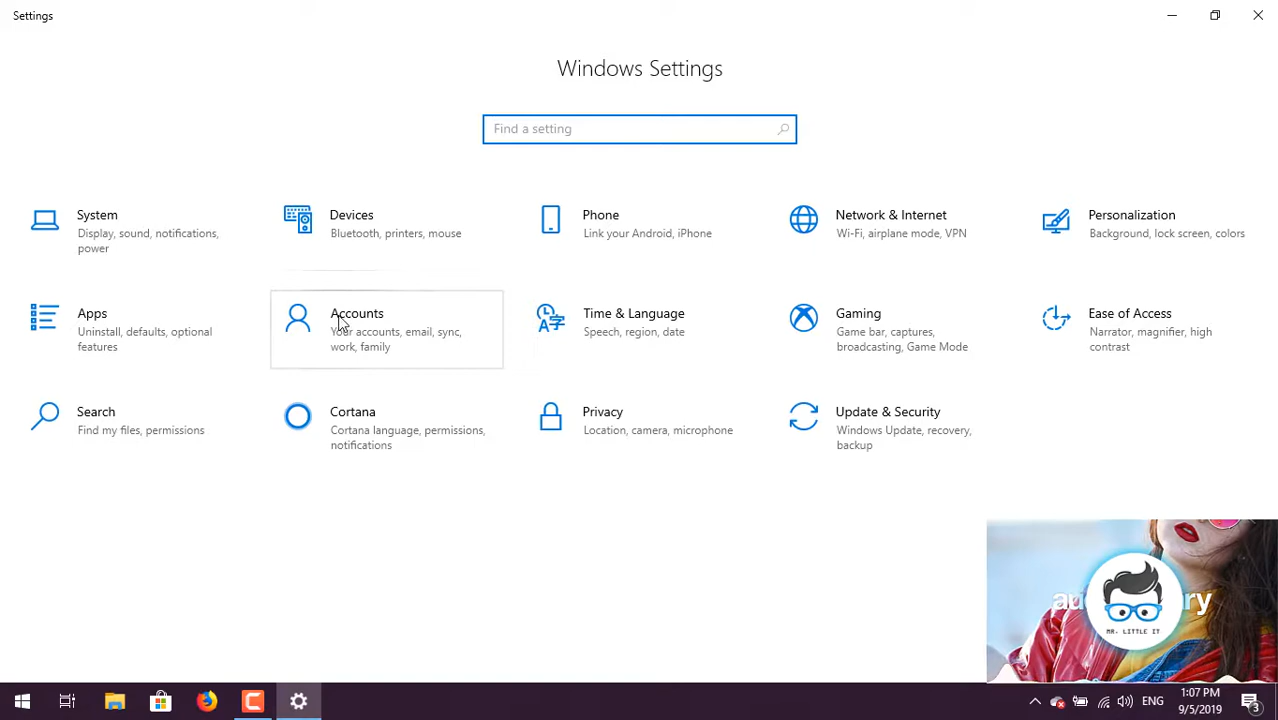 Settings
Windows Settings
Find a setting
System
Display, sound, notifications,
power
Devices
Bluetooth, printers, mouse
Phone
Link your Android, iPhone
Network & Internet
Wi-Fi, airplane mode, VPN
Personalization
Background, lock screen, colors
Apps
Uninstall, defaults, optional
features
Accounts
Your accounts, email, sync,
work, family
Time & Language
Speech, region, date
Gaming
Game bar, captures,
broadcasting, Game Mode
Ease of Access
Narrator, magnifier, high
contrast
Search
Find my files, permissions
Cortana
Cortana language, permissions,
notifications
Privacy
Location, camera, microphone
Update & Security
Windows Update, recovery,
backup
MR. LITTLE IT
ENG
1:07 PM
9/5/2019
3